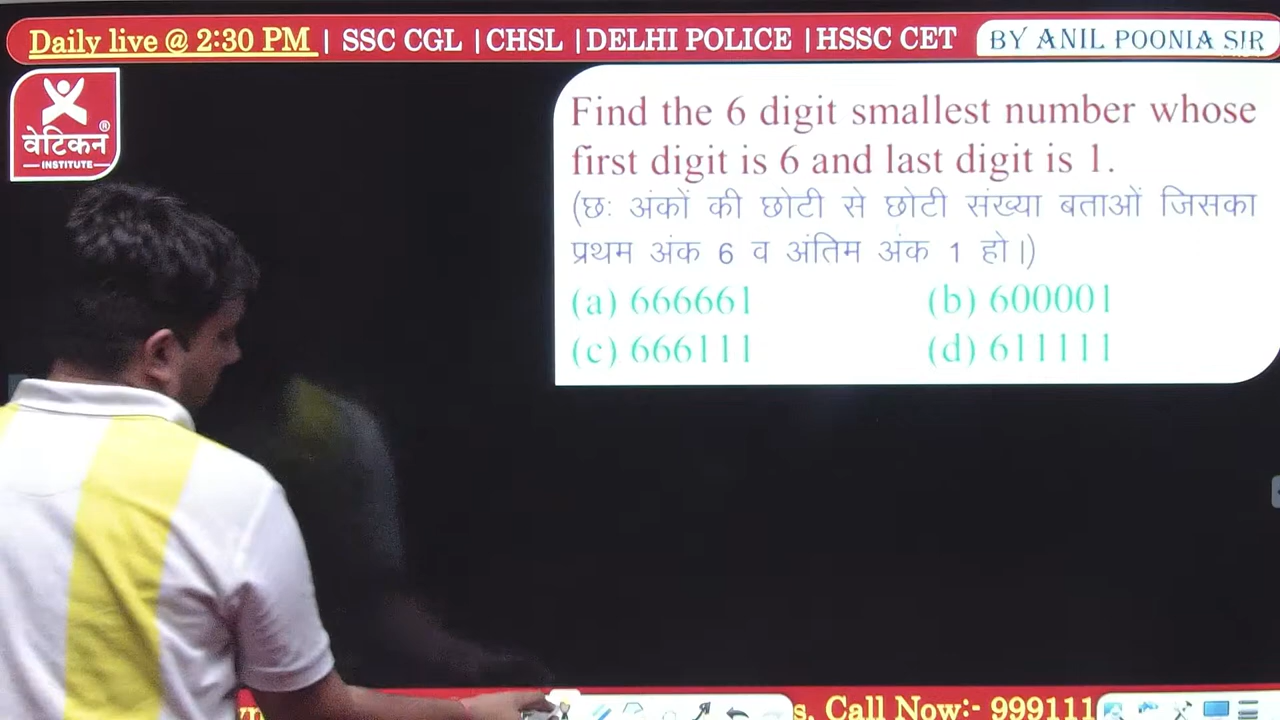 Daily live @ 2:30 PM | SSC CGL |CHSL |DELHI POLICE |HSSC CET BY ANIL POONIA SIR
वेटिकन®
INSTITUTE
Find the 6 digit smallest number whose
first digit is 6 and last digit is 1.
(छः अंकों की छोटी से छोटी संख्या बताओं जिसका
प्रथम अंक 6 व अंतिम अंक 1 हो।)
(a) 666661 (b) 600001
(c) 666111 (d) 611111
Call Now:- 999111